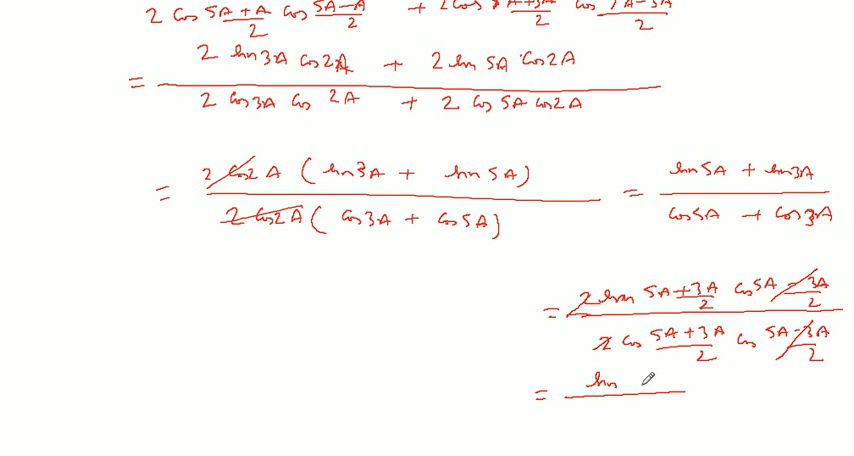 2 cos 5A+A/2 cos 5A-A/2 + 2 cos 7A+3A/2 cos 7A-3A/2
= 2 sin 3A cos 2A + 2 sin 5A cos 2A
2 cos 3A cos 2A + 2 cos 5A cos 2A
= 2 cos 2A ( sin 3A + sin 5A ) / 2 cos 2A ( cos 3A + cos 5A ) = sin 5A + sin 3A / cos 5A + cos 3A
= 2 sin 5A+3A/2 cos 5A-3A/2
2 cos 5A+3A/2 cos 5A-3A/2
= sin